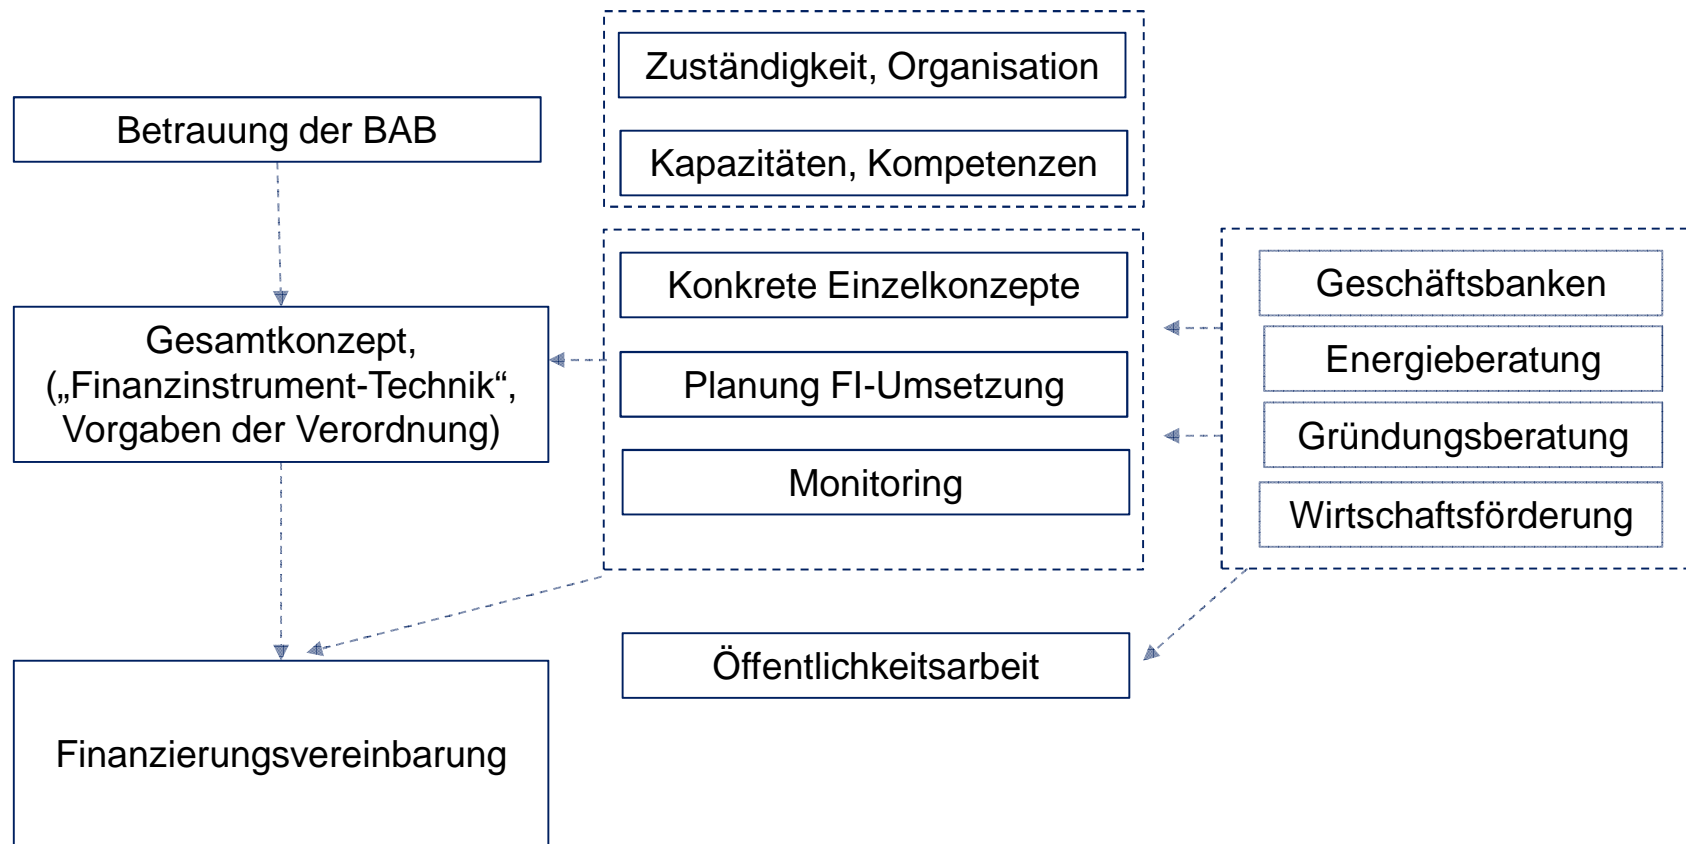 Betrauung der BAB
Gesamtkonzept,
(„Finanzinstrument-Technik“,
Vorgaben der Verordnung)
Finanzierungsvereinbarung
Zuständigkeit, Organisation
Kapazitäten, Kompetenzen
Konkrete Einzelkonzepte
Planung FI-Umsetzung
Monitoring
Öffentlichkeitsarbeit
Geschäftsbanken
Energieberatung
Gründungsberatung
Wirtschaftsförderung